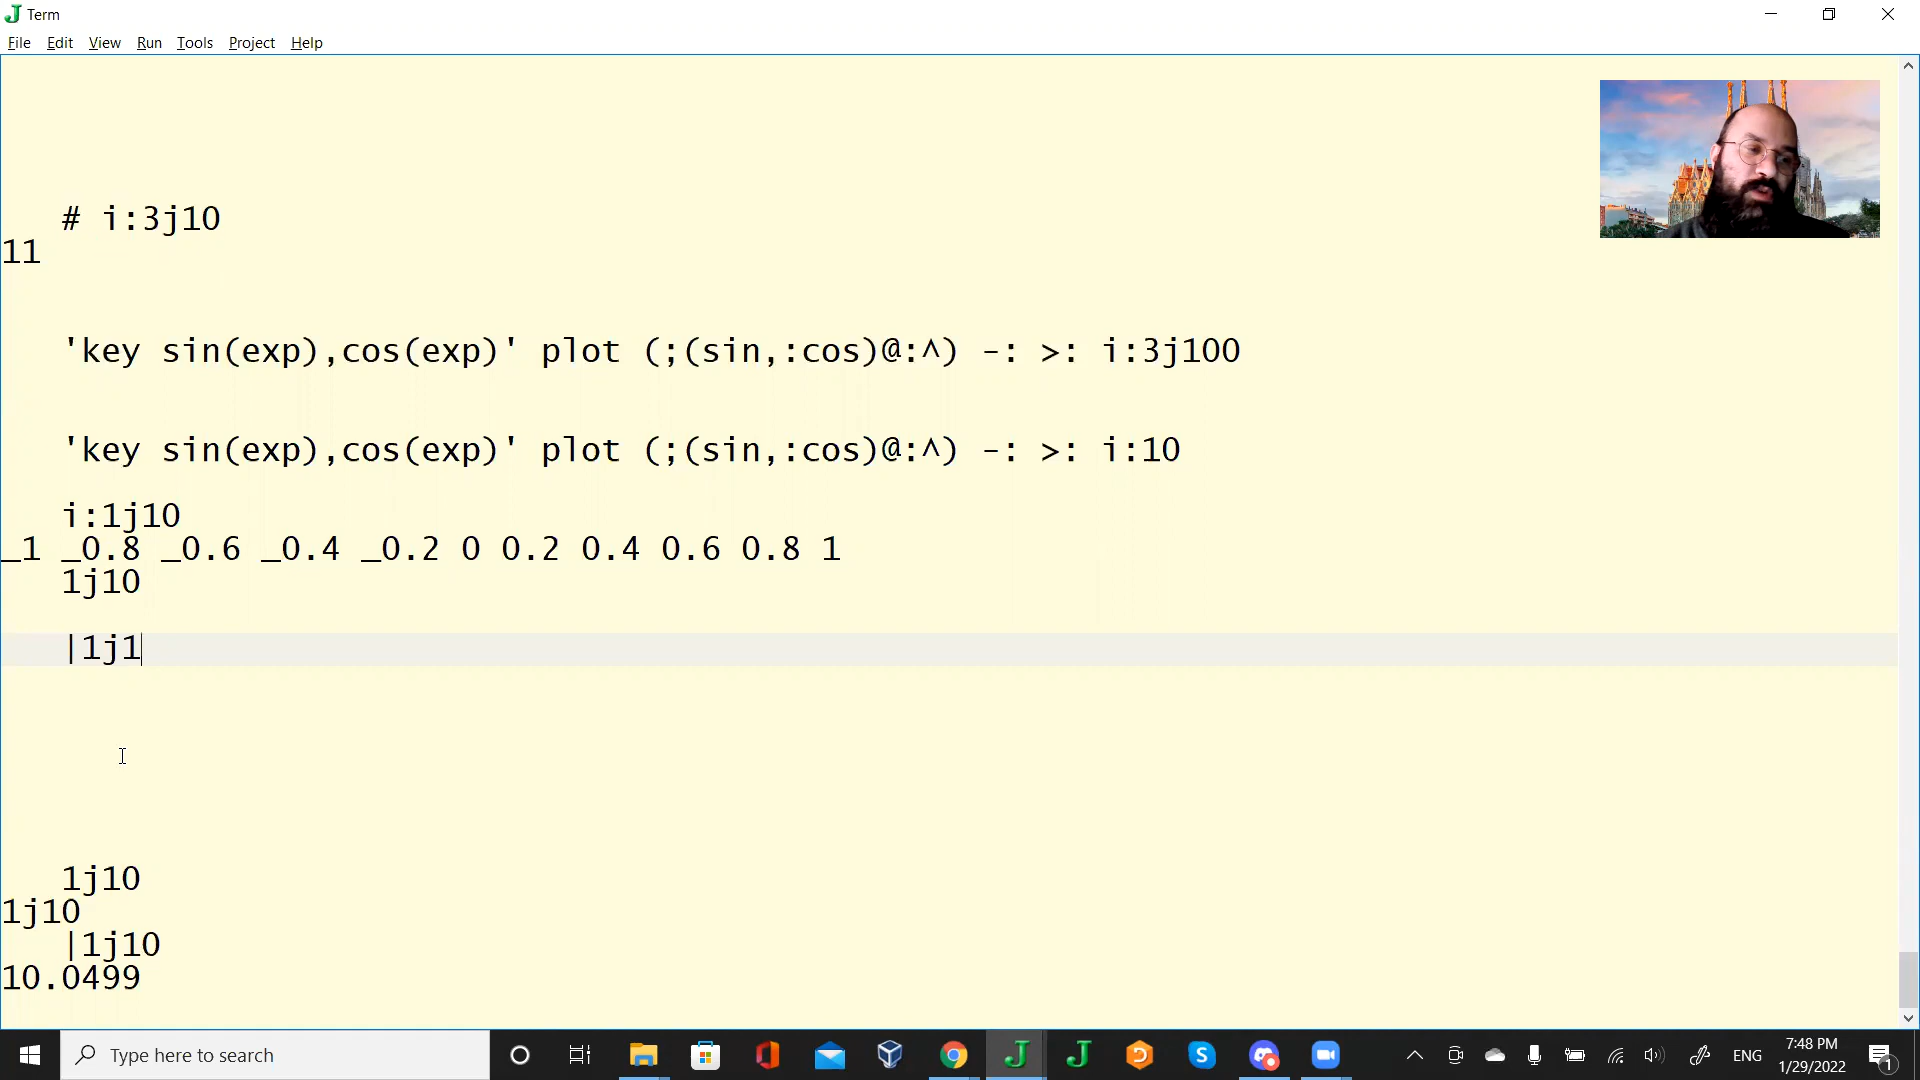 Term
File Edit View Run Tools Project Help
# i:3j10
11
'key sin(exp),cos(exp)' plot (;(sin,:cos)@:^) -: >: i:3j100
'key sin(exp),cos(exp)' plot (;(sin,:cos)@:^) -: >: i:10
i:1j10
_1 _0.8 _0.6 _0.4 _0.2 0 0.2 0.4 0.6 0.8 1
1j10
|1j1
1j10
1j10
|1j10
10.0499
Type here to search
ENG
7:48 PM
1/29/2022
1